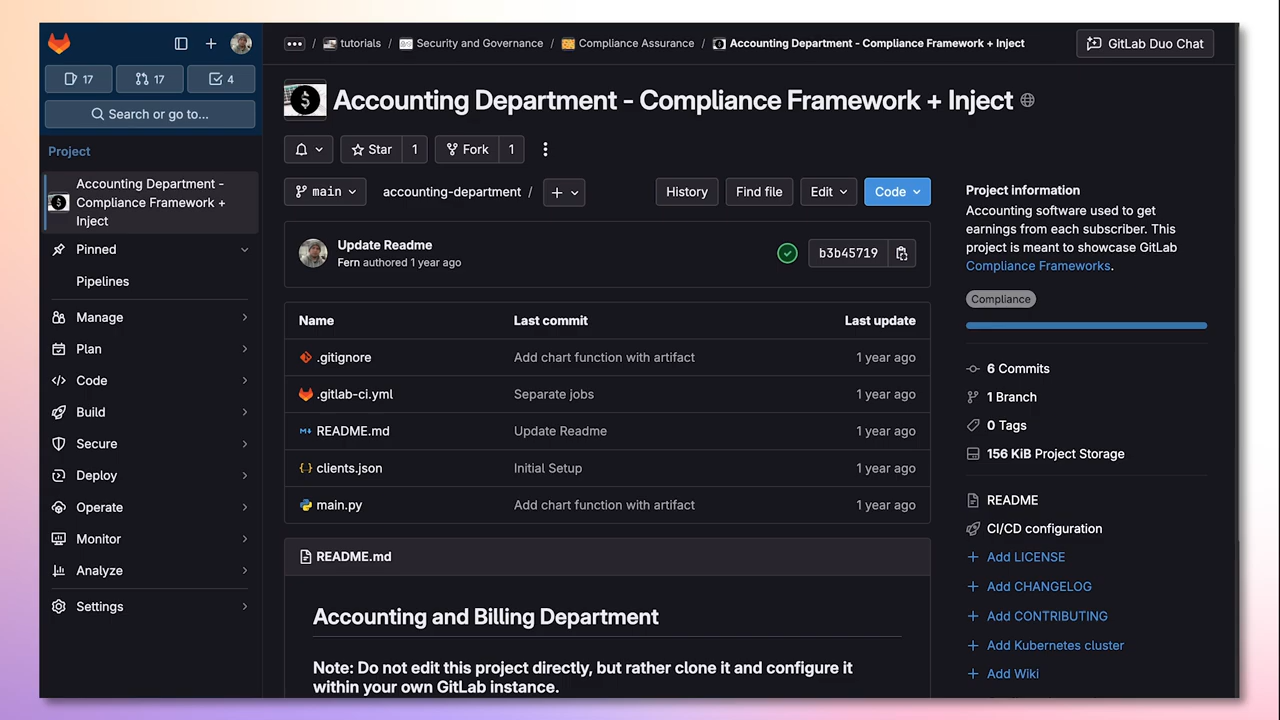 17
17
4
Search or go to...
Project
Accounting Department -
Compliance Framework +
Inject
Pinned
Pipelines
Manage
Plan
Code
Build
Secure
Deploy
Operate
Monitor
Analyze
Settings
••• / tutorials / Security and Governance / Compliance Assurance / Accounting Department - Compliance Framework + Inject
GitLab Duo Chat
$ Accounting Department - Compliance Framework + Inject
Star 1 Fork 1
main accounting-department / + History Find file Edit Code
Update Readme
Fern authored 1 year ago
b3b45719
Name Last commit Last update
.gitignore Add chart function with artifact 1 year ago
.gitlab-ci.yml Separate jobs 1 year ago
README.md Update Readme 1 year ago
clients.json Initial Setup 1 year ago
main.py Add chart function with artifact 1 year ago
README.md
Accounting and Billing Department
Note: Do not edit this project directly, but rather clone it and configure it
within your own GitLab instance.
Project information
Accounting software used to get
earnings from each subscriber. This
project is meant to showcase GitLab
Compliance Frameworks.
Compliance
6 Commits
1 Branch
0 Tags
156 KiB Project Storage
README
CI/CD configuration
+ Add LICENSE
+ Add CHANGELOG
+ Add CONTRIBUTING
+ Add Kubernetes cluster
+ Add Wiki